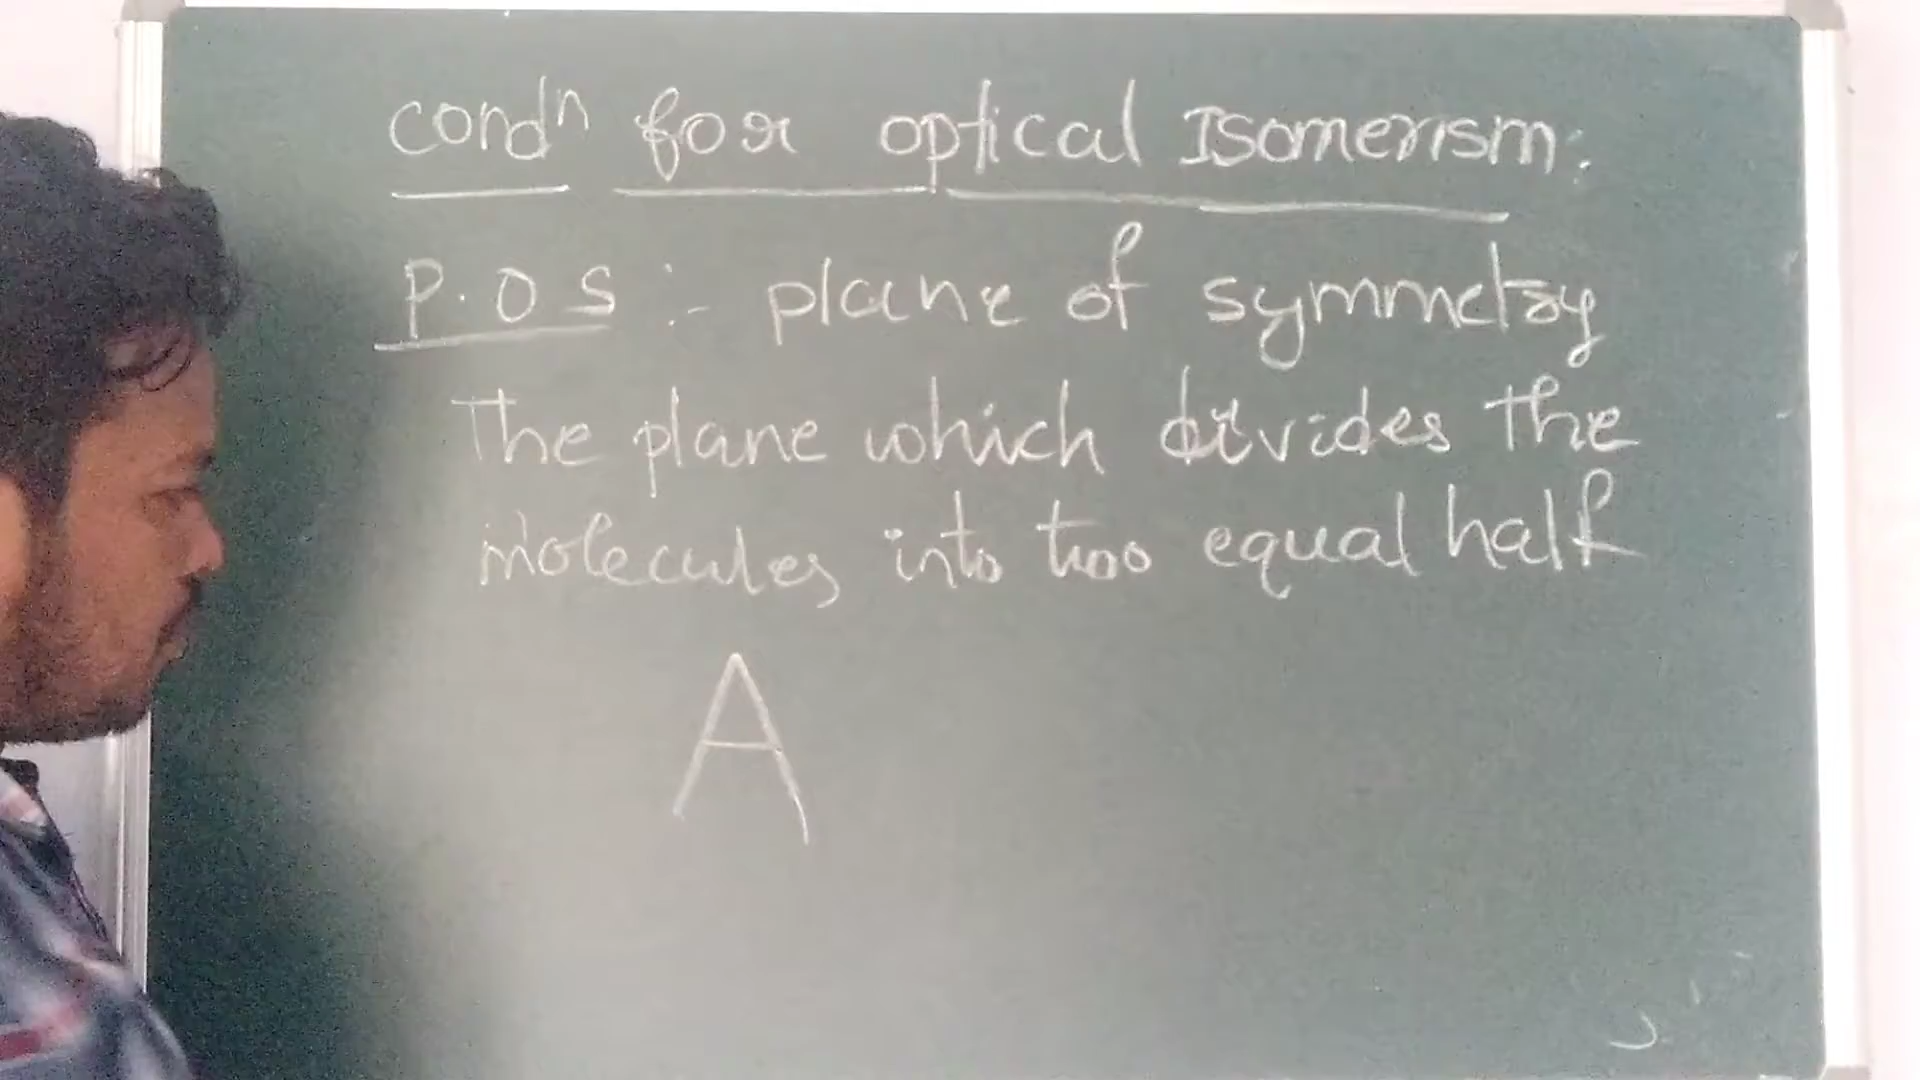 condn for optical Isomerism:
P.O S :- plane of symmetry
The plane which divides the
molecules into two equal half
A